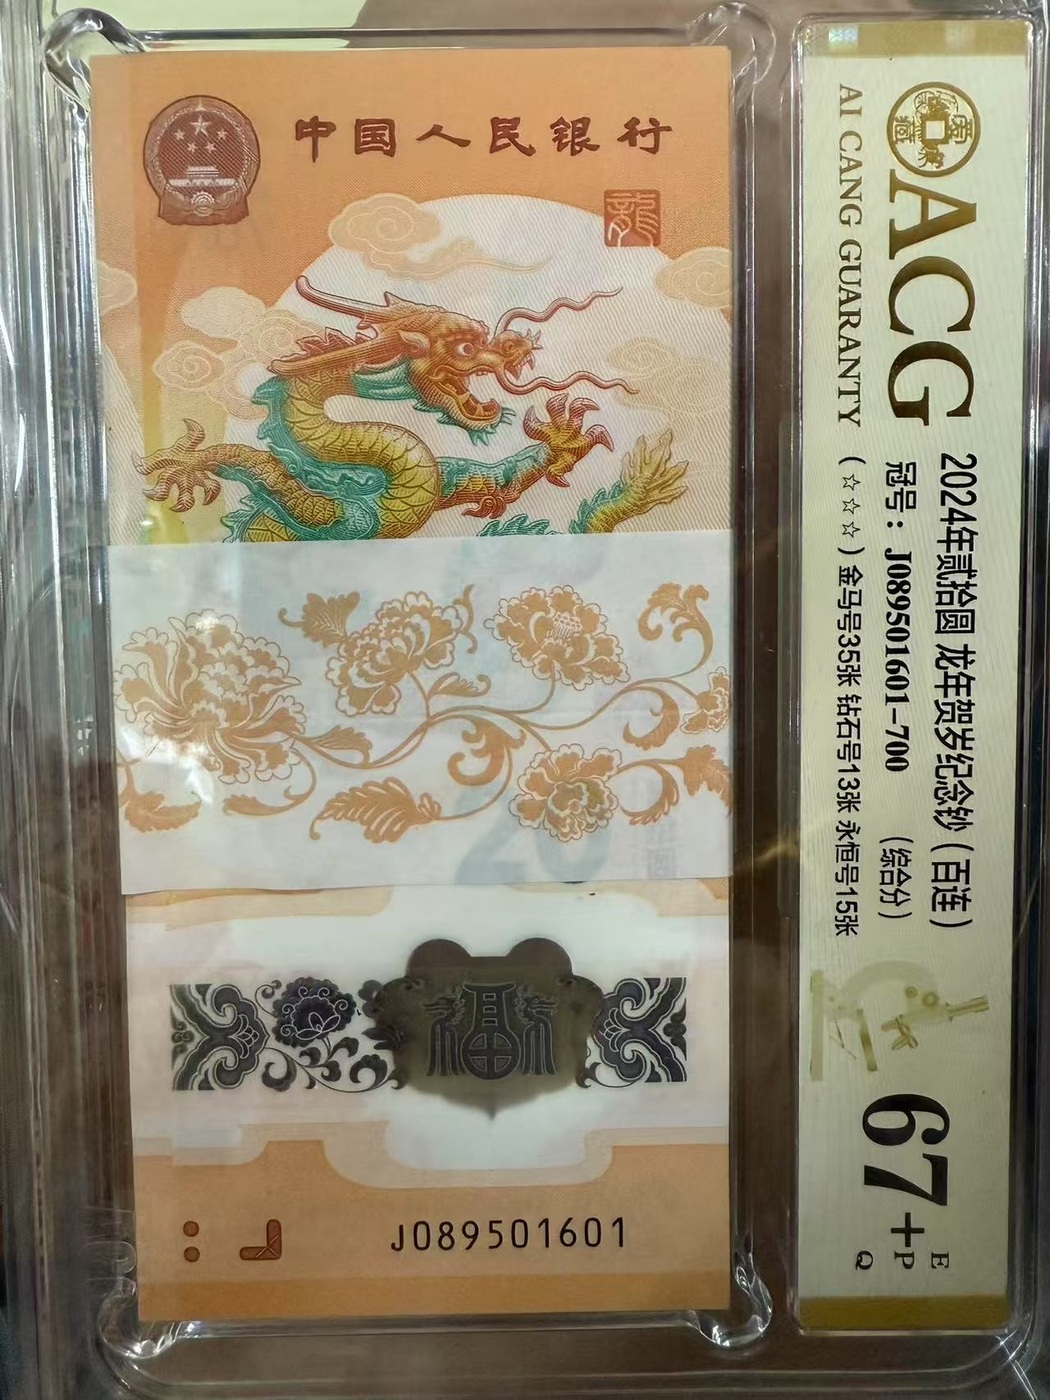 中国人民银行
龍
20
J089501601
ACG
AI CANG GUARANTY
2024年贰拾圆 龙年贺岁纪念钞（百连）
冠号：J089501601-700 （综合分）
（☆☆☆）金马号35张 钻石号13张 永恒号15张
67+
E
P
Q